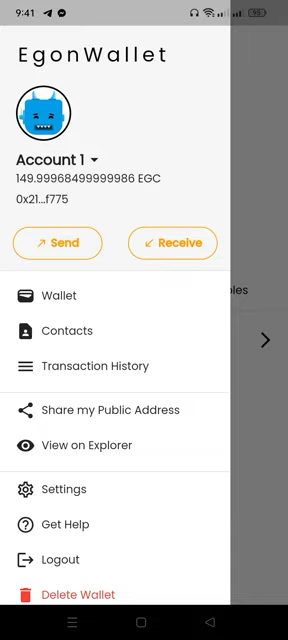 9:41
EgonWallet
Account 1
149.99968499999986 EGC
0x21...f775
Send
Receive
Wallet
Contacts
Transaction History
Share my Public Address
View on Explorer
Settings
Get Help
Logout
Delete Wallet